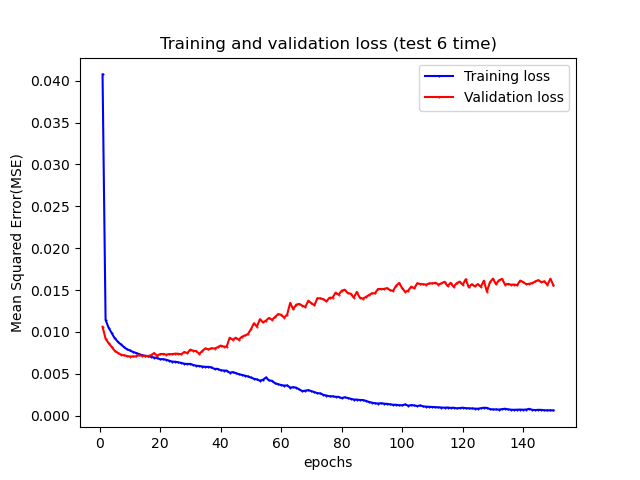 Training and validation loss (test 6 time)
Training loss
Validation loss
0.040
0.035
0.030
0.025
0.020
0.015
0.010
0.005
0.000
Mean Squared Error(MSE)
0 20 40 60 80 100 120 140
epochs